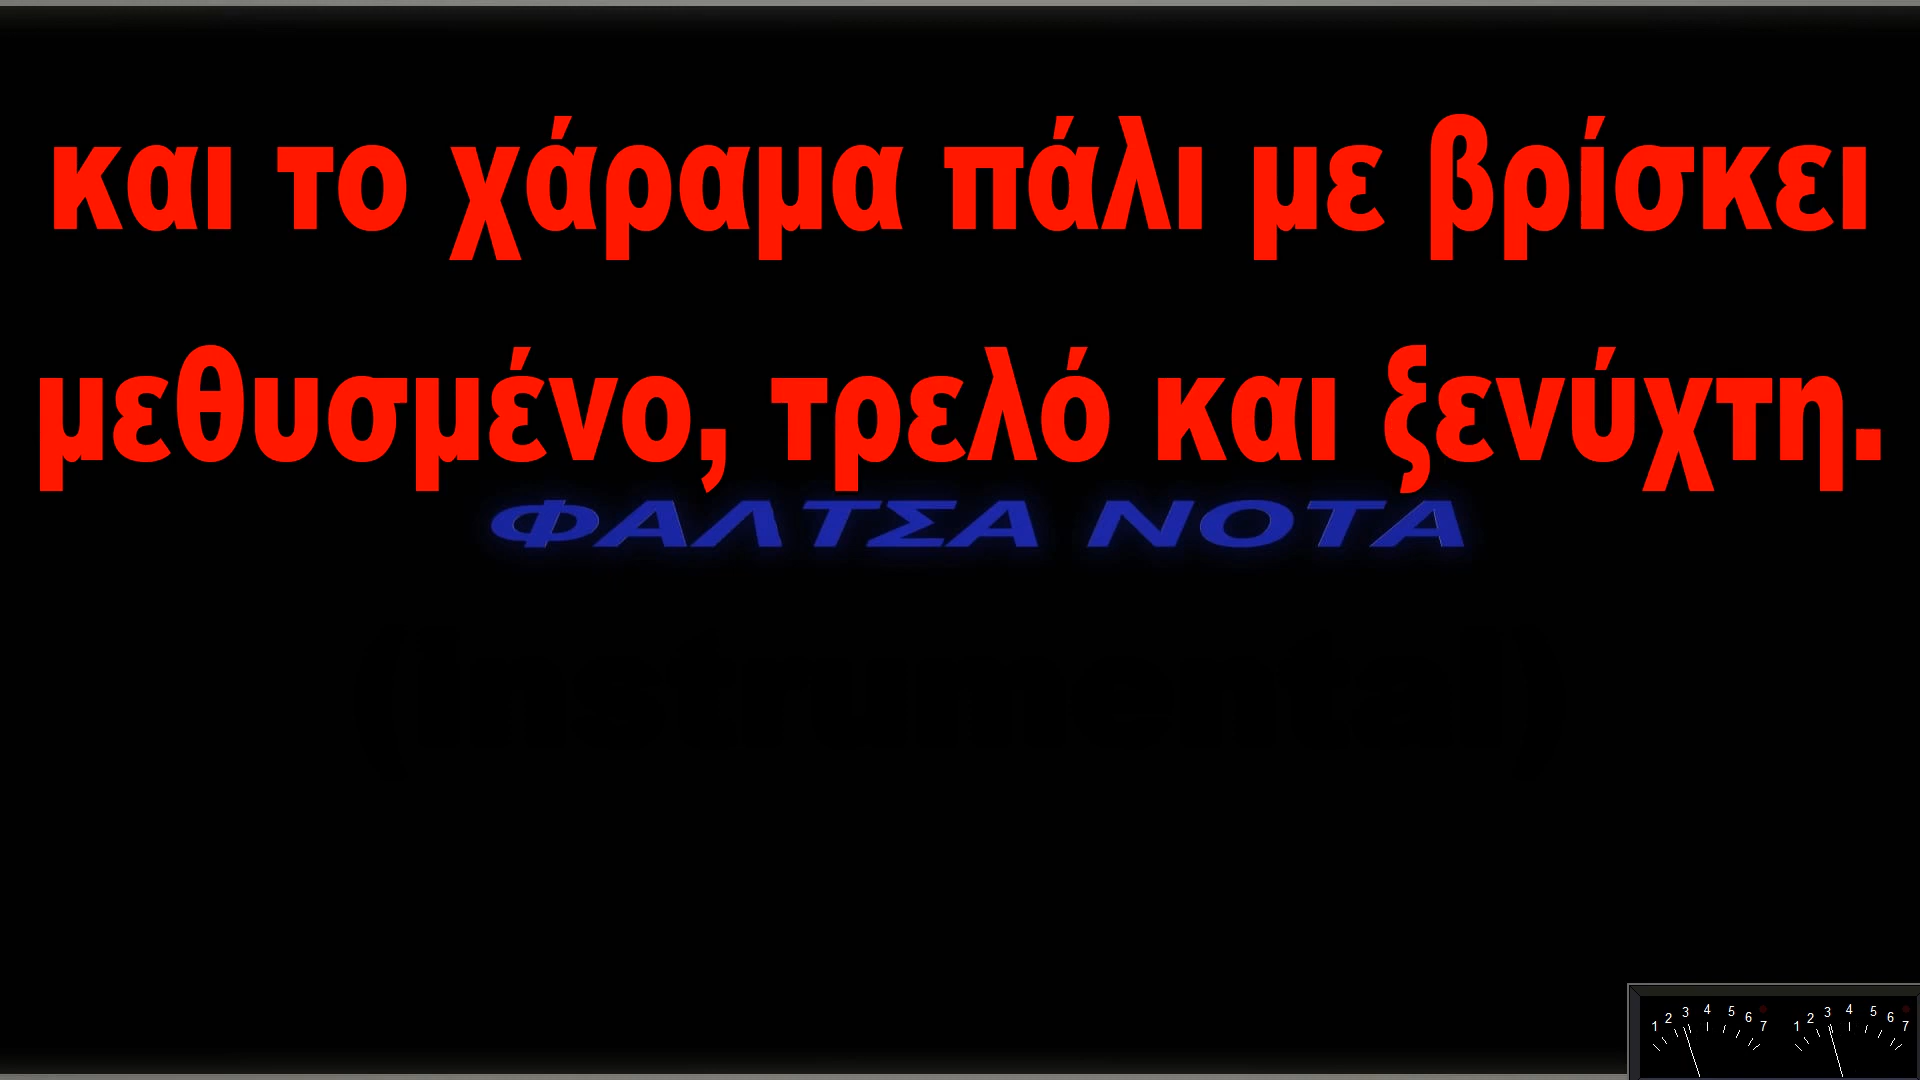 και το χάραμα πάλι με βρίσκει
μεθυσμένο, τρελό και ξενύχτη.
ΦΑΛΤΣΑ ΝΟΤΑ
(instrumental)
1 2 3 4 5 6 7 1 2 3 4 5 6 7